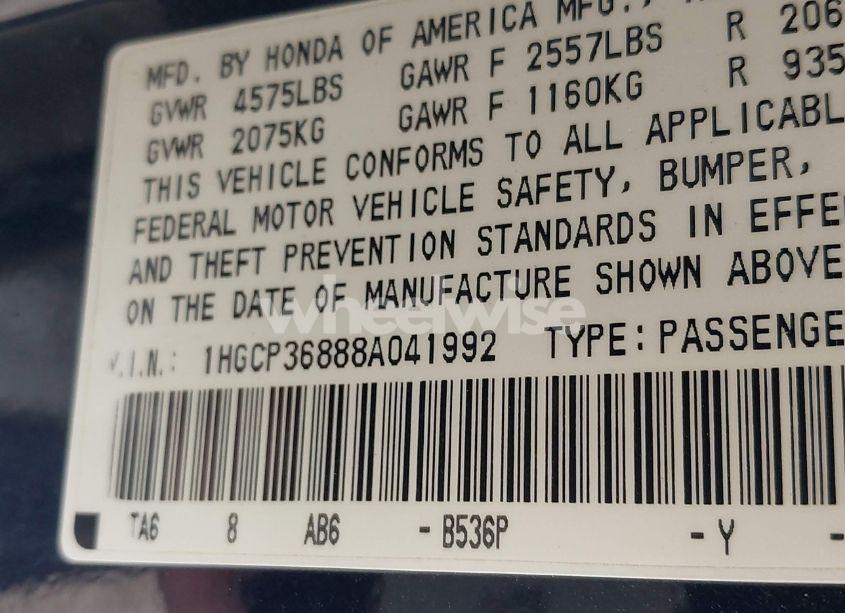 MFD. BY HONDA OF AMERICA MFG.,
GVWR 4575LBS GAWR F 2557LBS R 206
GVWR 2075KG GAWR F 1160KG R 935
THIS VEHICLE CONFORMS TO ALL APPLICABL
FEDERAL MOTOR VEHICLE SAFETY, BUMPER,
AND THEFT PREVENTION STANDARDS IN EFFE
ON THE DATE OF MANUFACTURE SHOWN ABOVE
wheelwise
V.I.N.: 1HGCP36888A041992 TYPE: PASSENGE
TA6 8 AB6 - B536P - Y -